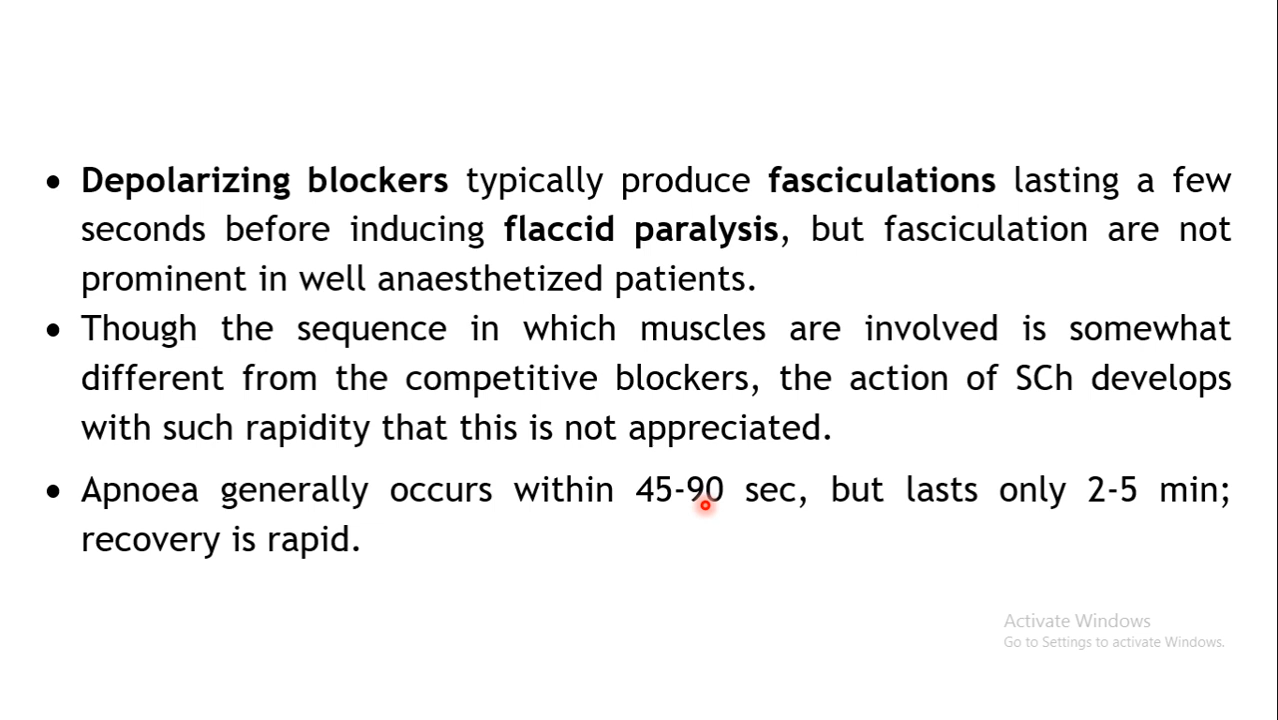 • Depolarizing blockers typically produce fasciculations lasting a few
seconds before inducing flaccid paralysis, but fasciculation are not
prominent in well anaesthetized patients.
• Though the sequence in which muscles are involved is somewhat
different from the competitive blockers, the action of SCh develops
with such rapidity that this is not appreciated.
• Apnoea generally occurs within 45-90 sec, but lasts only 2-5 min;
recovery is rapid.
Activate Windows
Go to Settings to activate Windows.